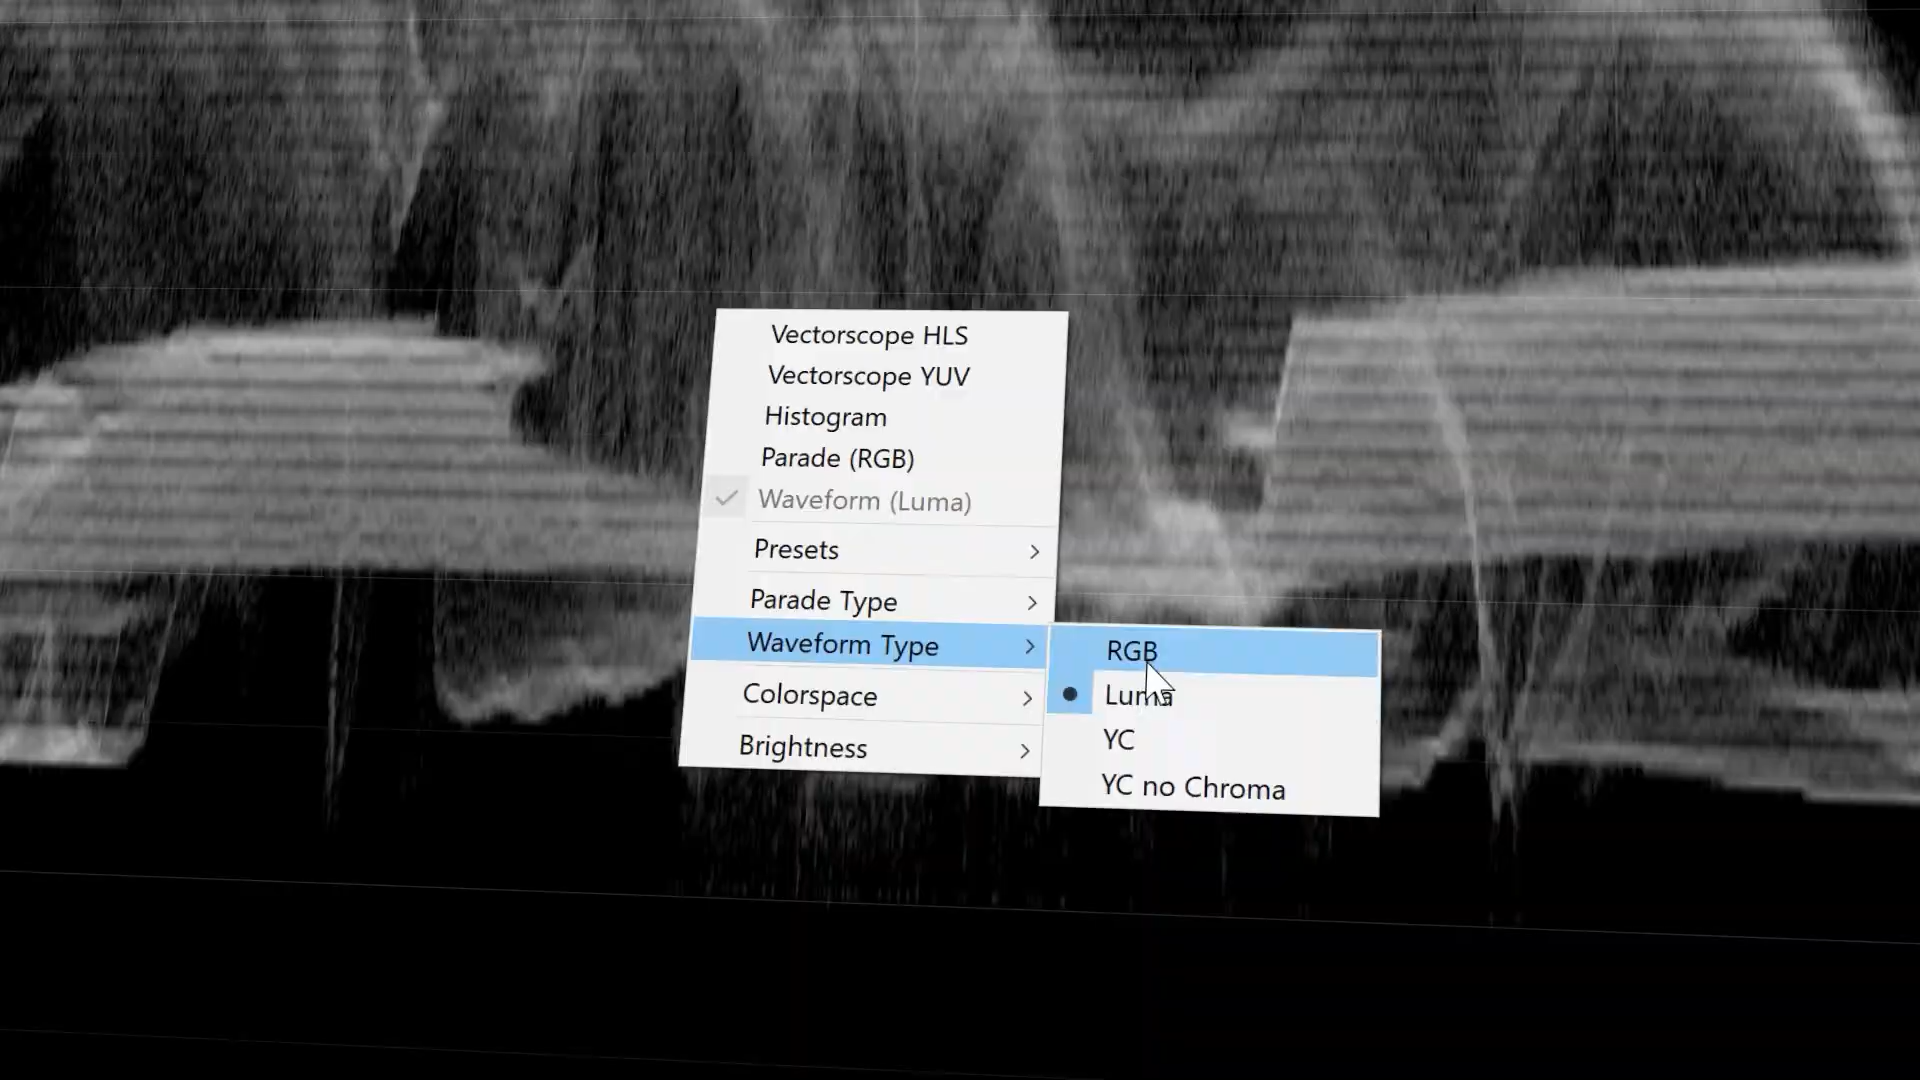 Vectorscope HLS
Vectorscope YUV
Histogram
Parade (RGB)
Waveform (Luma)
Presets
Parade Type
Waveform Type
Colorspace
Brightness
RGB
Luma
YC
YC no Chroma